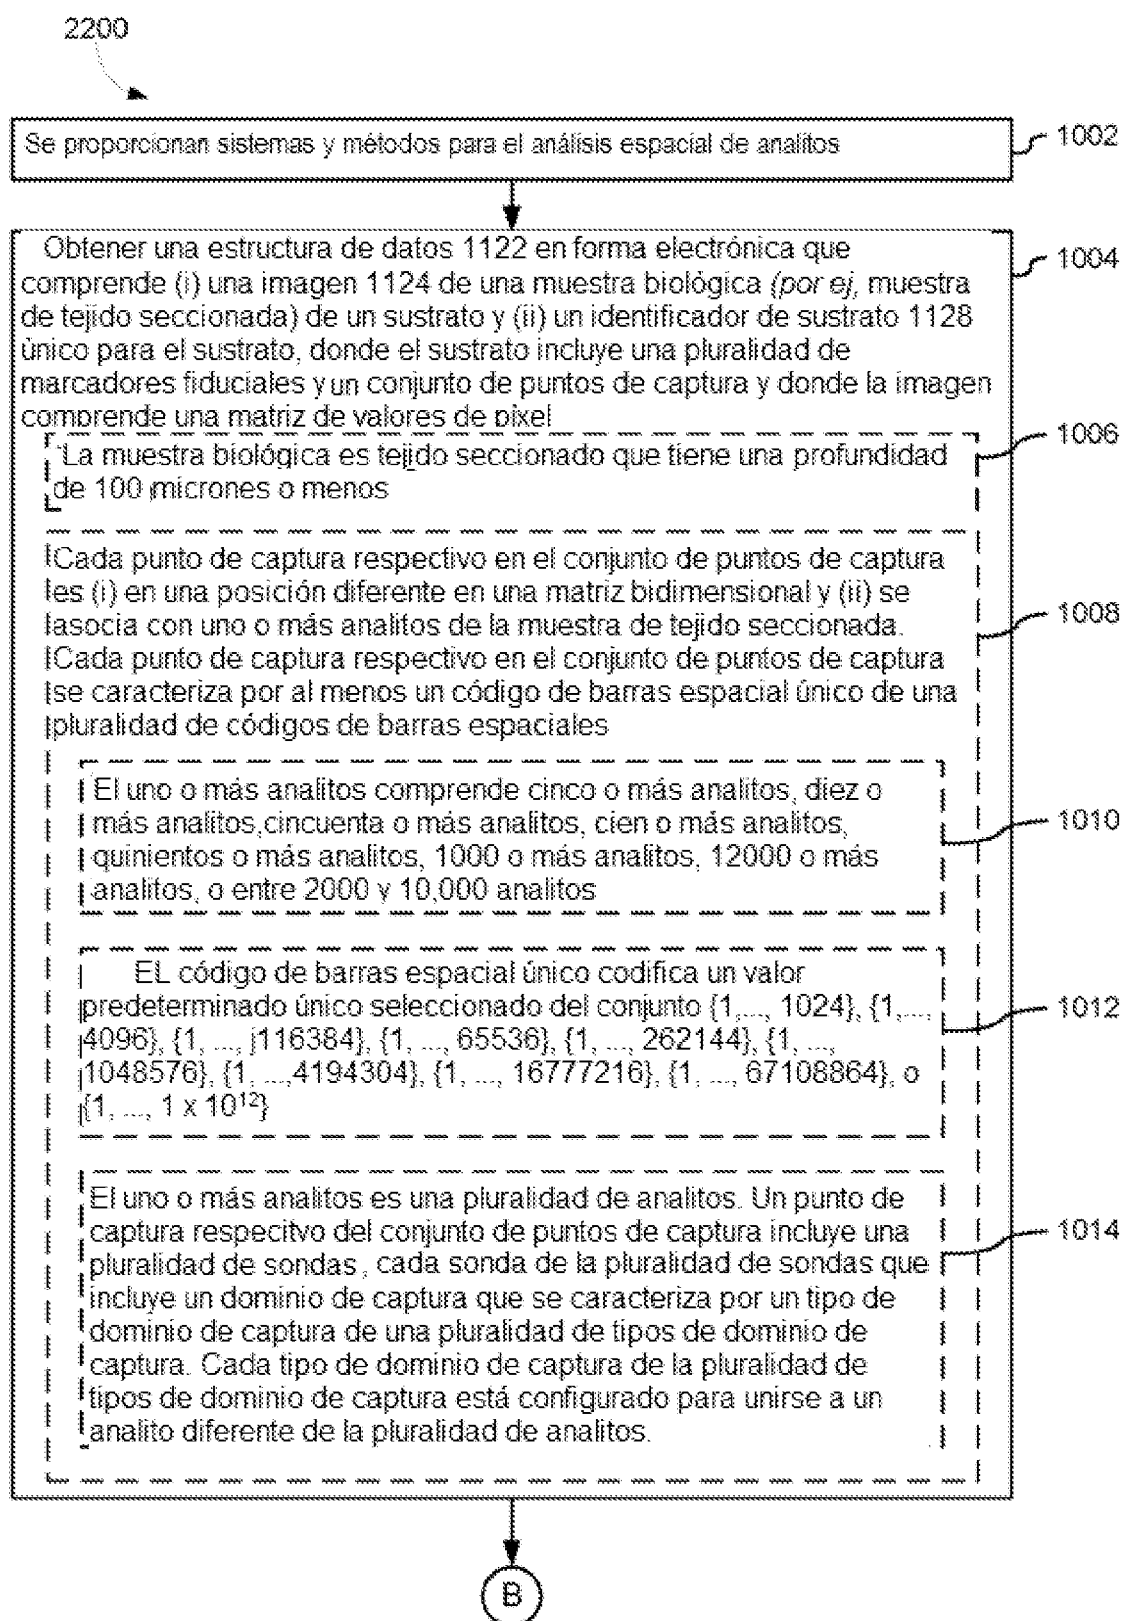 2200
Se proporcionan sistemas y métodos para el análisis espacial de analitos
1002
Obtener una estructura de datos 1122 en forma electrónica que
1004
comprende (i) una imagen 1124 de una muestra biológica (por ej, muestra
de tejido seccionada) de un sustrato y (ii) un identificador de sustrato 1128
único para el sustrato, donde el sustrato incluye una pluralidad de
marcadores fiduciales y un conjunto de puntos de captura y donde la imagen
comprende una matriz de valores de pixel
1006
La muestra biológica es tejido seccionado que tiene una profundidad
de 100 micrones o menos
Cada punto de captura respectivo en el conjunto de puntos de captura
es (i) en una posición diferente en una matriz bidimensional y (ii) se
1008
asocia con uno o más analitos de la muestra de tejido seccionada.
Cada punto de captura respectivo en el conjunto de puntos de captura
se caracteriza por al menos un código de barras espacial único de una
pluralidad de códigos de barras espaciales
El uno o más analitos comprende cinco o más analitos, diez o
más analitos,cincuenta o más analitos, cien o más analitos,
1010
quinientos o más analitos, 1000 o más analitos, 12000 o más
analitos, o entre 2000 y 10,000 analitos
EL código de barras espacial único codifica un valor
predeterminado único seleccionado del conjunto {1,..., 1024}, {1,...,
1012
4096}, {1, ..., j116384}, {1, ..., 65536}, {1, ..., 262144}, {1, ...,
1048576}, {1, ...,4194304}, {1, ..., 16777216}, {1, ..., 67108864}, o
{1, ..., 1 x 10¹²}
El uno o más analitos es una pluralidad de analitos. Un punto de
captura respecitvo del conjunto de puntos de captura incluye una
1014
pluralidad de sondas , cada sonda de la pluralidad de sondas que
incluye un dominio de captura que se caracteriza por un tipo de
dominio de captura de una pluralidad de tipos de dominio de
captura. Cada tipo de dominio de captura de la pluralidad de
tipos de dominio de captura está configurado para unirse a un
analito diferente de la pluralidad de analitos.
B